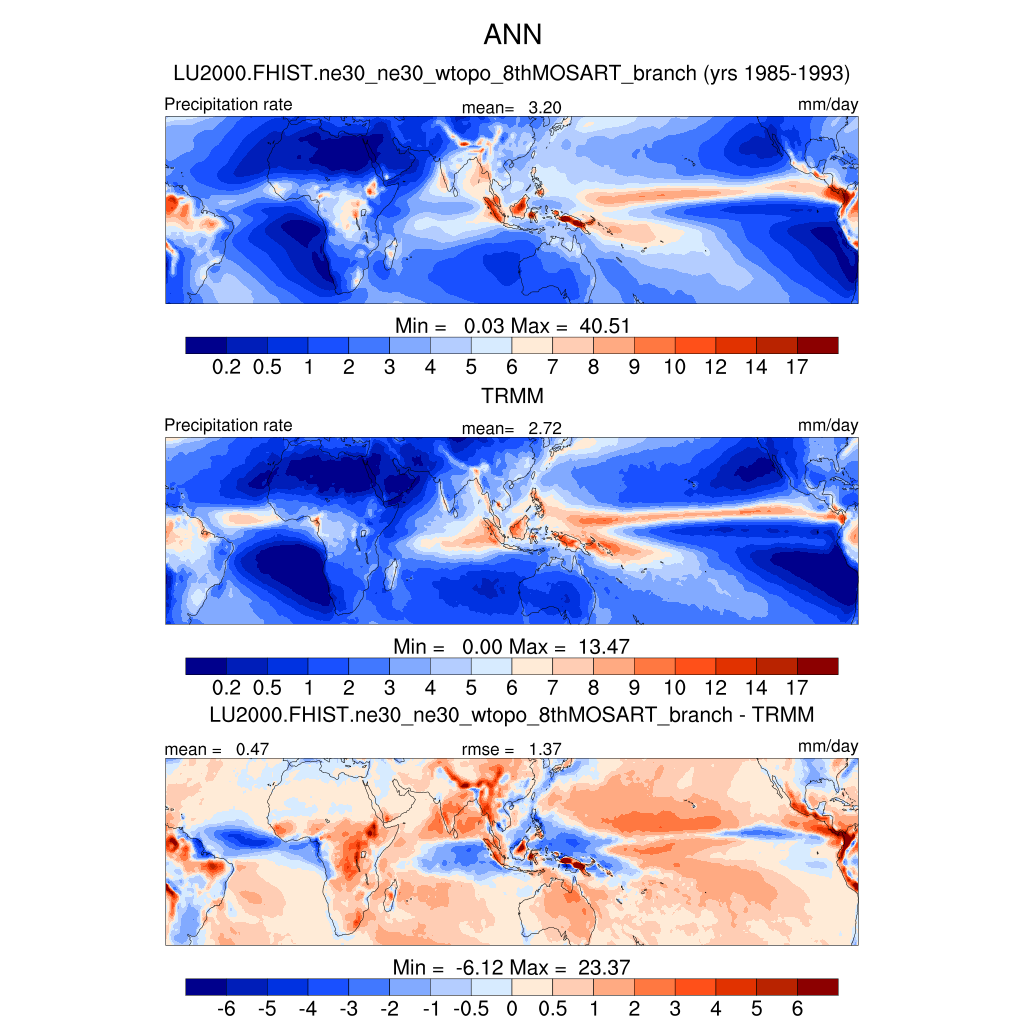 ANN
LU2000.FHIST.ne30_ne30_wtopo_8thMOSART_branch (yrs 1985-1993)
Precipitation rate mean= 3.20 mm/day
Min = 0.03 Max = 40.51
0.2 0.5 1 2 3 4 5 6 7 8 9 10 12 14 17
TRMM
Precipitation rate mean= 2.72 mm/day
Min = 0.00 Max = 13.47
0.2 0.5 1 2 3 4 5 6 7 8 9 10 12 14 17
LU2000.FHIST.ne30_ne30_wtopo_8thMOSART_branch - TRMM
mean = 0.47 rmse = 1.37 mm/day
Min = -6.12 Max = 23.37
-6 -5 -4 -3 -2 -1 -0.5 0 0.5 1 2 3 4 5 6